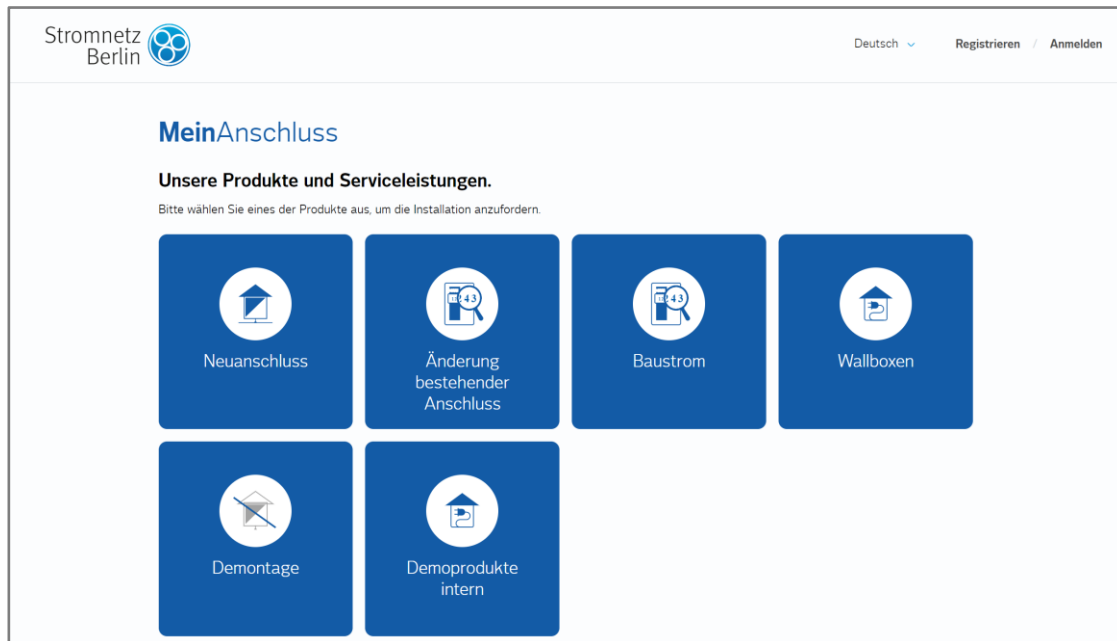 Stromnetz
Berlin
Deutsch
Registrieren / Anmelden
MeinAnschluss
Unsere Produkte und Serviceleistungen.
Bitte wählen Sie eines der Produkte aus, um die Installation anzufordern.
Neuanschluss
Änderung
bestehender
Anschluss
Baustrom
Wallboxen
Demontage
Demoprodukte
intern